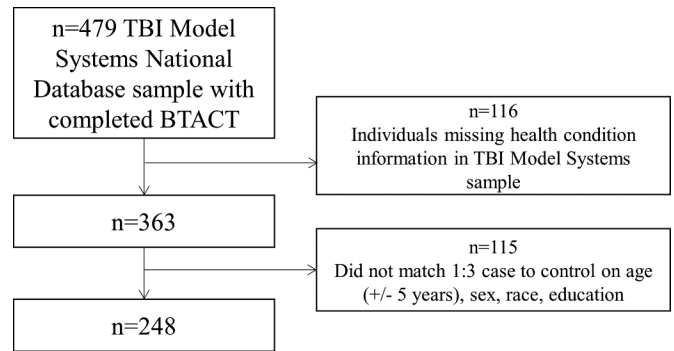 n=479 TBI Model
Systems National
Database sample with
completed BTACT
n=116
Individuals missing health condition
information in TBI Model Systems
sample
n=363
n=115
Did not match 1:3 case to control on age
(+/- 5 years), sex, race, education
n=248